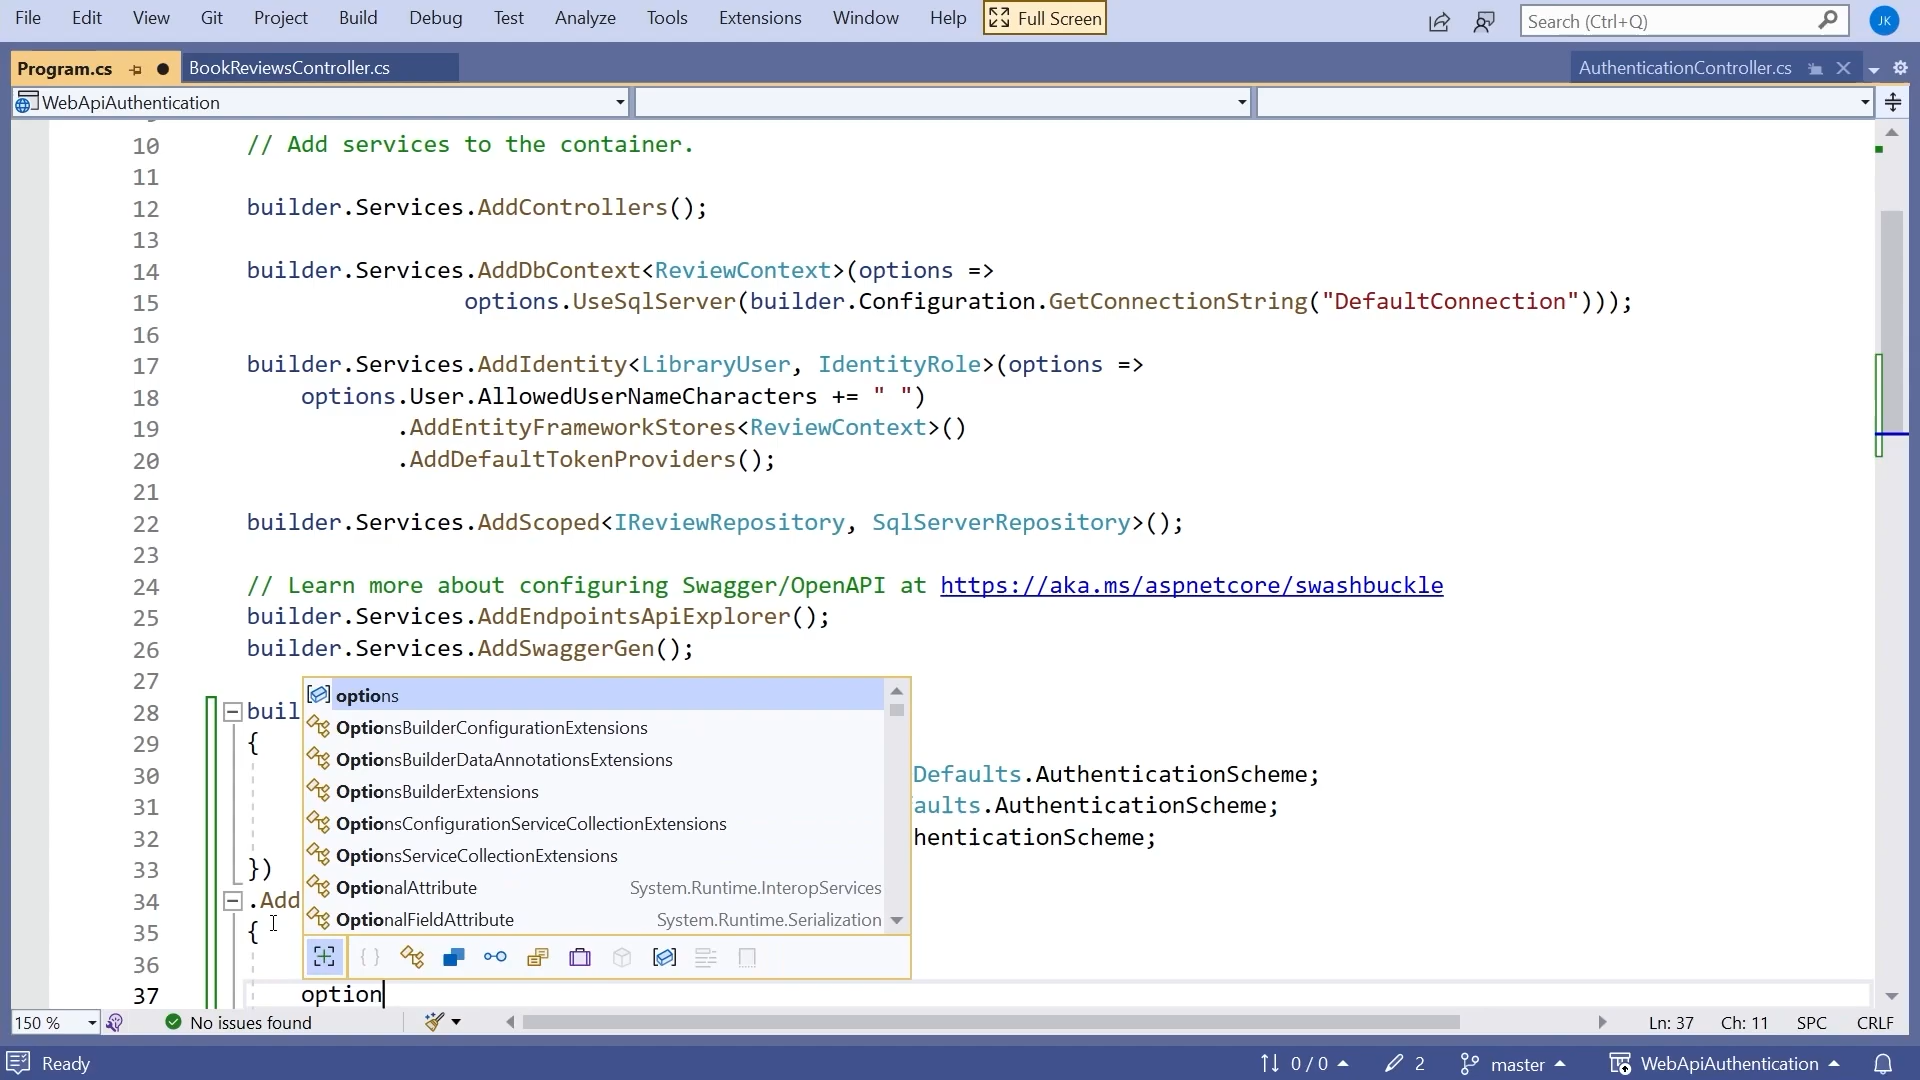 File Edit View Git Project Build Debug Test Analyze Tools Extensions Window Help Full Screen Search (Ctrl+Q) JK
Program.cs BookReviewsController.cs AuthenticationController.cs
WebApiAuthentication
10 // Add services to the container.
11
12 builder.Services.AddControllers();
13
14 builder.Services.AddDbContext<ReviewContext>(options =>
15 options.UseSqlServer(builder.Configuration.GetConnectionString("DefaultConnection")));
16
17 builder.Services.AddIdentity<LibraryUser, IdentityRole>(options =>
18 options.User.AllowedUserNameCharacters += " ")
19 .AddEntityFrameworkStores<ReviewContext>()
20 .AddDefaultTokenProviders();
21
22 builder.Services.AddScoped<IReviewRepository, SqlServerRepository>();
23
24 // Learn more about configuring Swagger/OpenAPI at https://aka.ms/aspnetcore/swashbuckle
25 builder.Services.AddEndpointsApiExplorer();
26 builder.Services.AddSwaggerGen();
27
options
28 buil
OptionsBuilderConfigurationExtensions
29 {
OptionsBuilderDataAnnotationsExtensions
30 Defaults.AuthenticationScheme;
OptionsBuilderExtensions
31 aults.AuthenticationScheme;
OptionsConfigurationServiceCollectionExtensions
32 henticationScheme;
OptionsServiceCollectionExtensions
33 })
OptionalAttribute System.Runtime.InteropServices
34 .Add
OptionalFieldAttribute System.Runtime.Serialization
35 {
36
37 option
150 % No issues found Ln: 37 Ch: 11 SPC CRLF
Ready 0 / 0 2 master WebApiAuthentication